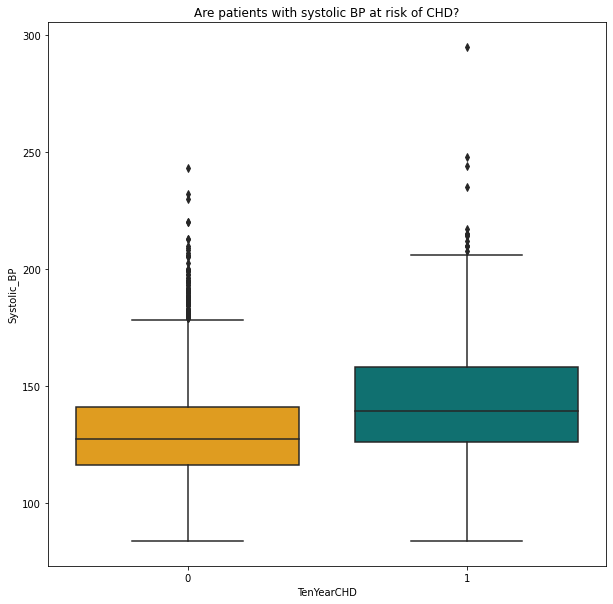 Are patients with systolic BP at risk of CHD?
300
250
200
150
100
Systolic_BP
0
1
TenYearCHD